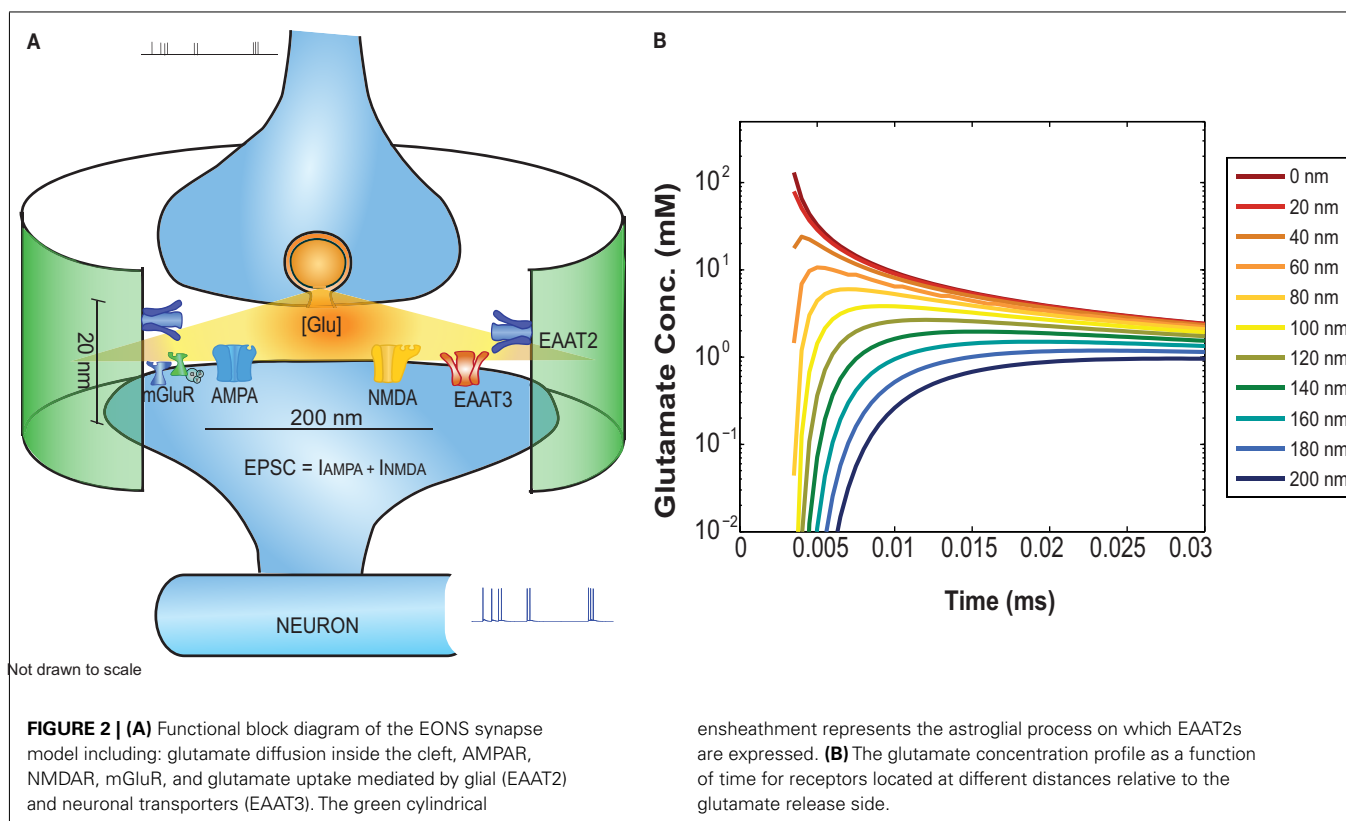 A
[Glu]
20 nm
EAAT2
mGluR
AMPA
NMDA
EAAT3
200 nm
EPSC = IAMPA + INMDA
NEURON
Not drawn to scale
B
Glutamate Conc. (mM)
10²
10¹
10⁰
10⁻¹
10⁻²
0 0.005 0.01 0.015 0.02 0.025 0.03
Time (ms)
0 nm
20 nm
40 nm
60 nm
80 nm
100 nm
120 nm
140 nm
160 nm
180 nm
200 nm
FIGURE 2 | (A) Functional block diagram of the EONS synapse
model including: glutamate diffusion inside the cleft, AMPAR,
NMDAR, mGluR, and glutamate uptake mediated by glial (EAAT2)
and neuronal transporters (EAAT3). The green cylindrical
ensheathment represents the astroglial process on which EAAT2s
are expressed. (B) The glutamate concentration profile as a function
of time for receptors located at different distances relative to the
glutamate release side.